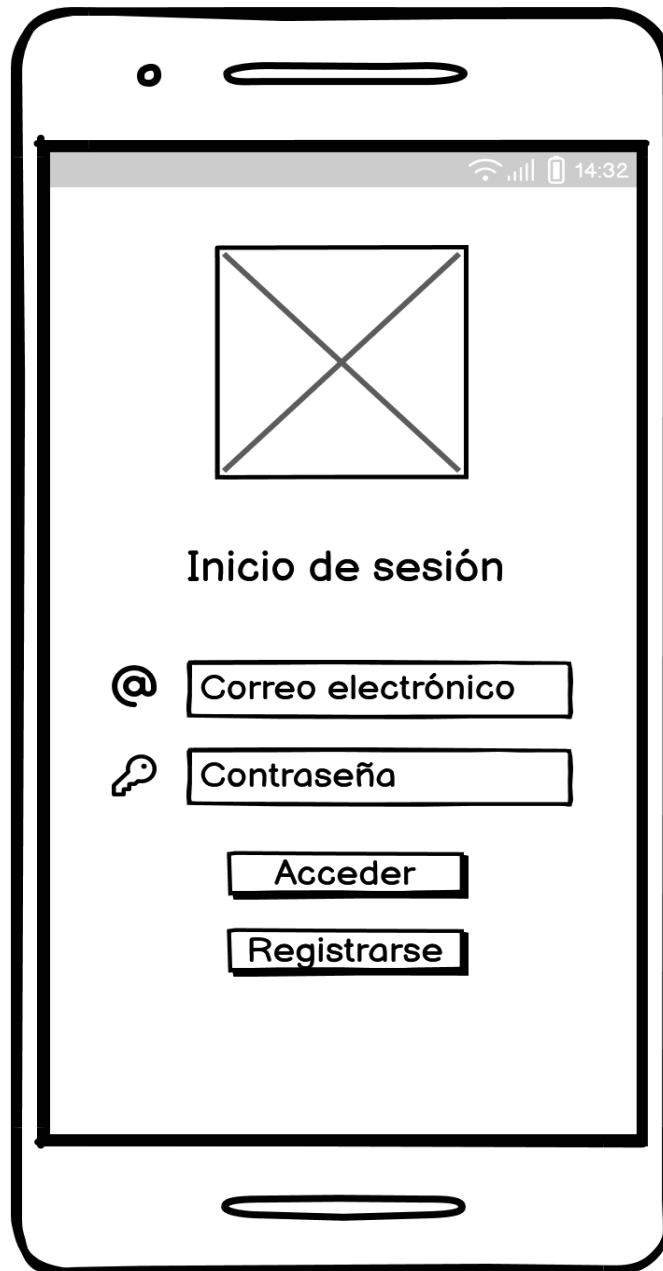 14:32
Inicio de sesión
@ Correo electrónico
Contraseña
Acceder
Registrarse